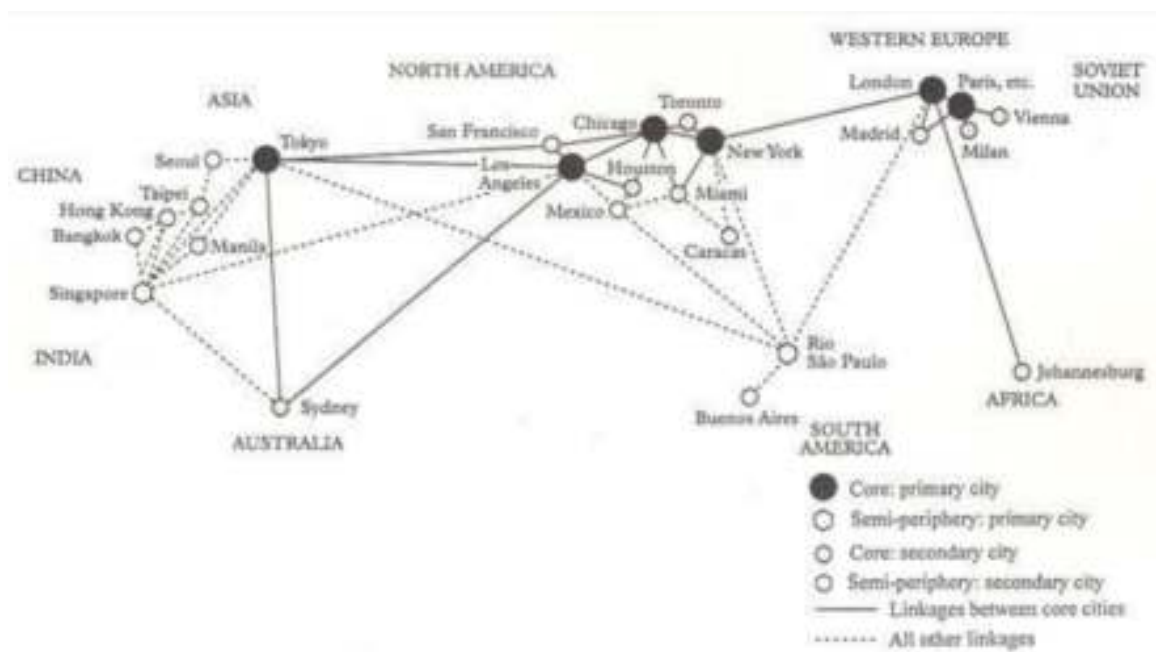 WESTERN EUROPE
NORTH AMERICA
London
Paris, etc.
SOVIET
UNION
ASIA
Toronto
Chicago
San Francisco
Vienna
Tokyo
Madrid
Milan
New York
Seoul
Los
Angeles
Houston
CHINA
Taipei
Miami
Hong Kong
Mexico
Bangkok
Manila
Caracas
Singapore
Rio
São Paulo
INDIA
Johannesburg
Sydney
AFRICA
Buenos Aires
AUSTRALIA
SOUTH
AMERICA
Core: primary city
Semi-periphery: primary city
Core: secondary city
Semi-periphery: secondary city
Linkages between core cities
All other linkages